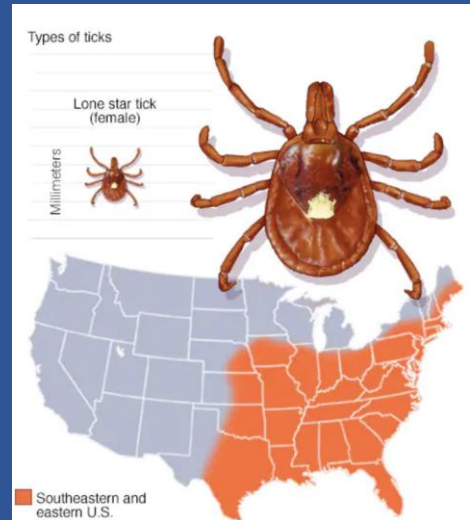 Types of ticks
Lone star tick
(female)
Millimeters
Southeastern and
eastern U.S.